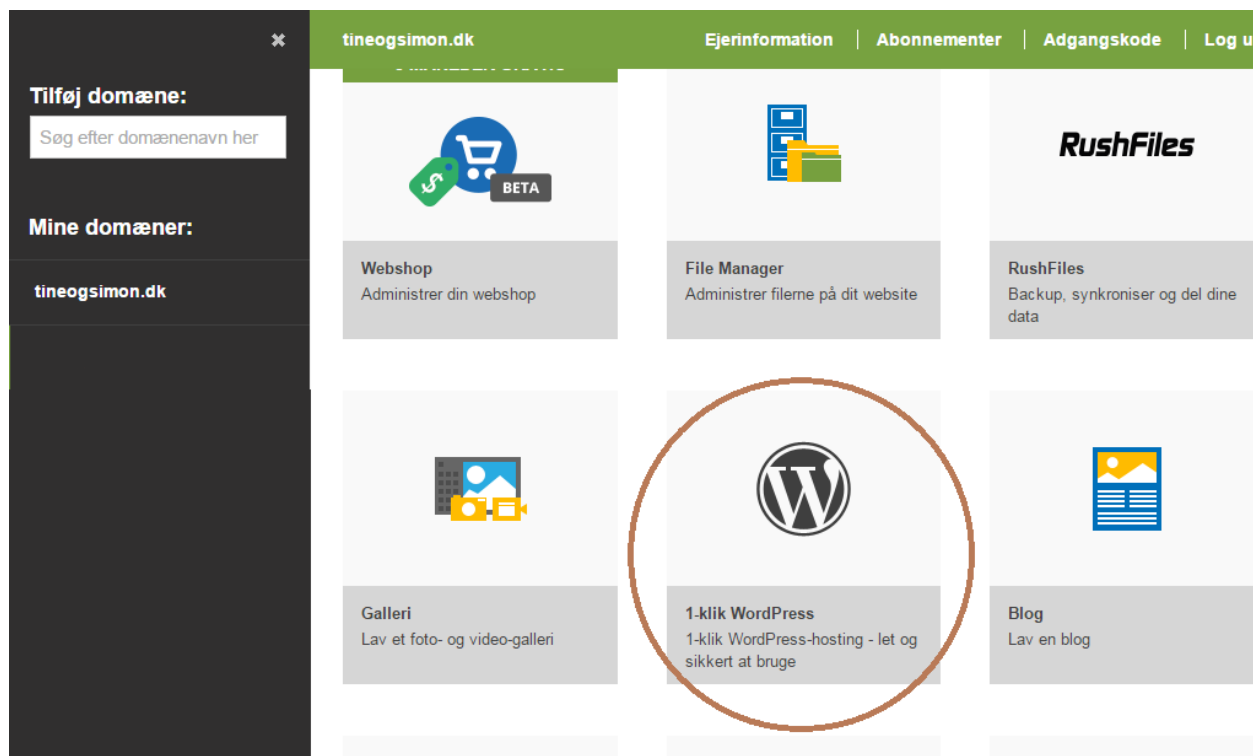 ×
tineogsimon.dk
Ejerinformation
Abonnementer
Adgangskode
Log u
Tilføj domæne:
Søg efter domænenavn her
Mine domæner:
tineogsimon.dk
$
BETA
RushFiles
Webshop
Administrer din webshop
File Manager
Administrer filerne på dit website
RushFiles
Backup, synkroniser og del dine
data
W
Galleri
Lav et foto- og video-galleri
1-klik WordPress
1-klik WordPress-hosting - let og
sikkert at bruge
Blog
Lav en blog